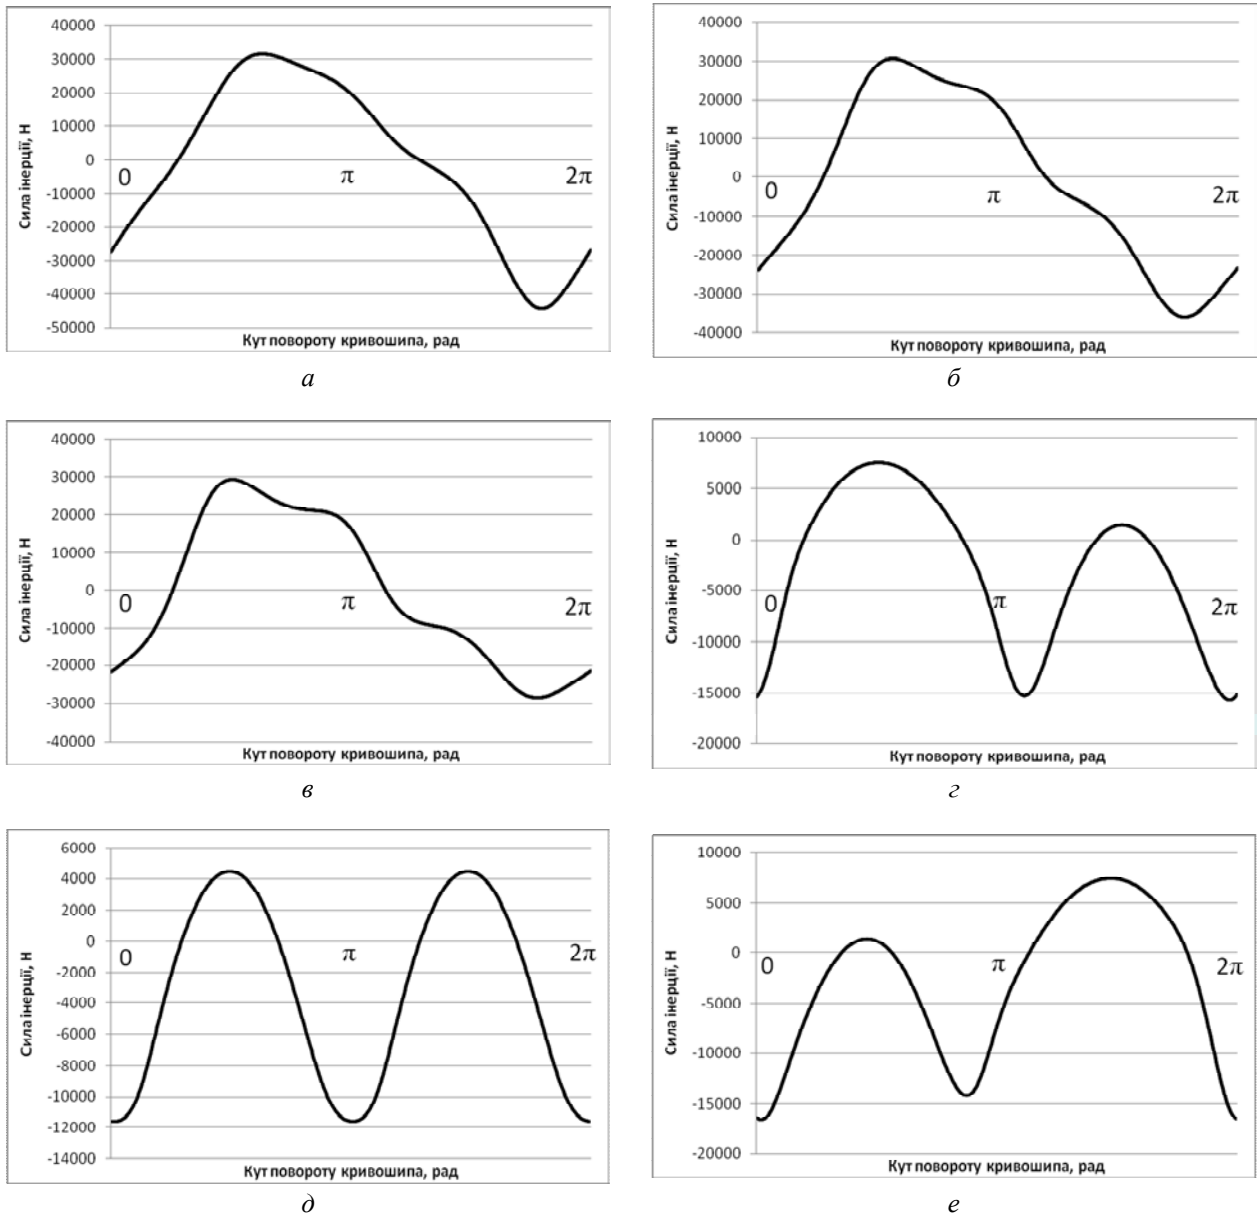 40000
30000
20000
10000
0
-10000
-20000
-30000
-40000
-50000
Сила інерції, Н
0
π
2π
Кут повороту кривошипа, рад
а
40000
30000
20000
10000
0
-10000
-20000
-30000
-40000
Сила інерції, Н
0
π
2π
Кут повороту кривошипа, рад
б
40000
30000
20000
10000
0
-10000
-20000
-30000
-40000
Сила інерції, Н
0
π
2π
Кут повороту кривошипа, рад
в
10000
5000
0
-5000
-10000
-15000
-20000
Сила інерції, Н
0
π
2π
Кут повороту кривошипа, рад
г
6000
4000
2000
0
-2000
-4000
-6000
-8000
-10000
-12000
-14000
Сила інерції, Н
0
π
2π
Кут повороту кривошипа, рад
д
10000
5000
0
-5000
-10000
-15000
-20000
Сила інерції, Н
0
π
2π
Кут повороту кривошипа, рад
е